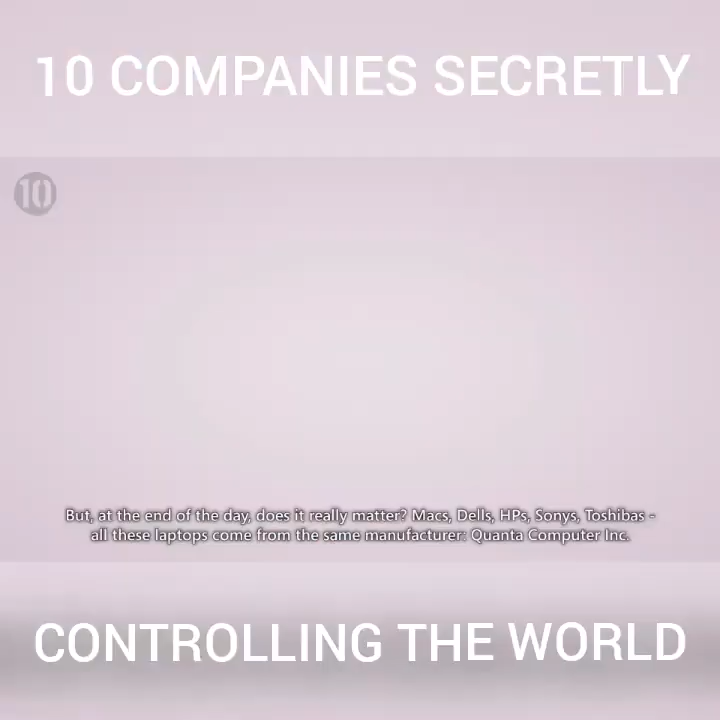 10 COMPANIES SECRETLY
10
But, at the end of the day, does it really matter? Macs, Dells, HPs, Sonys, Toshibas -
all these laptops come from the same manufacturer: Quanta Computer Inc.
CONTROLLING THE WORLD